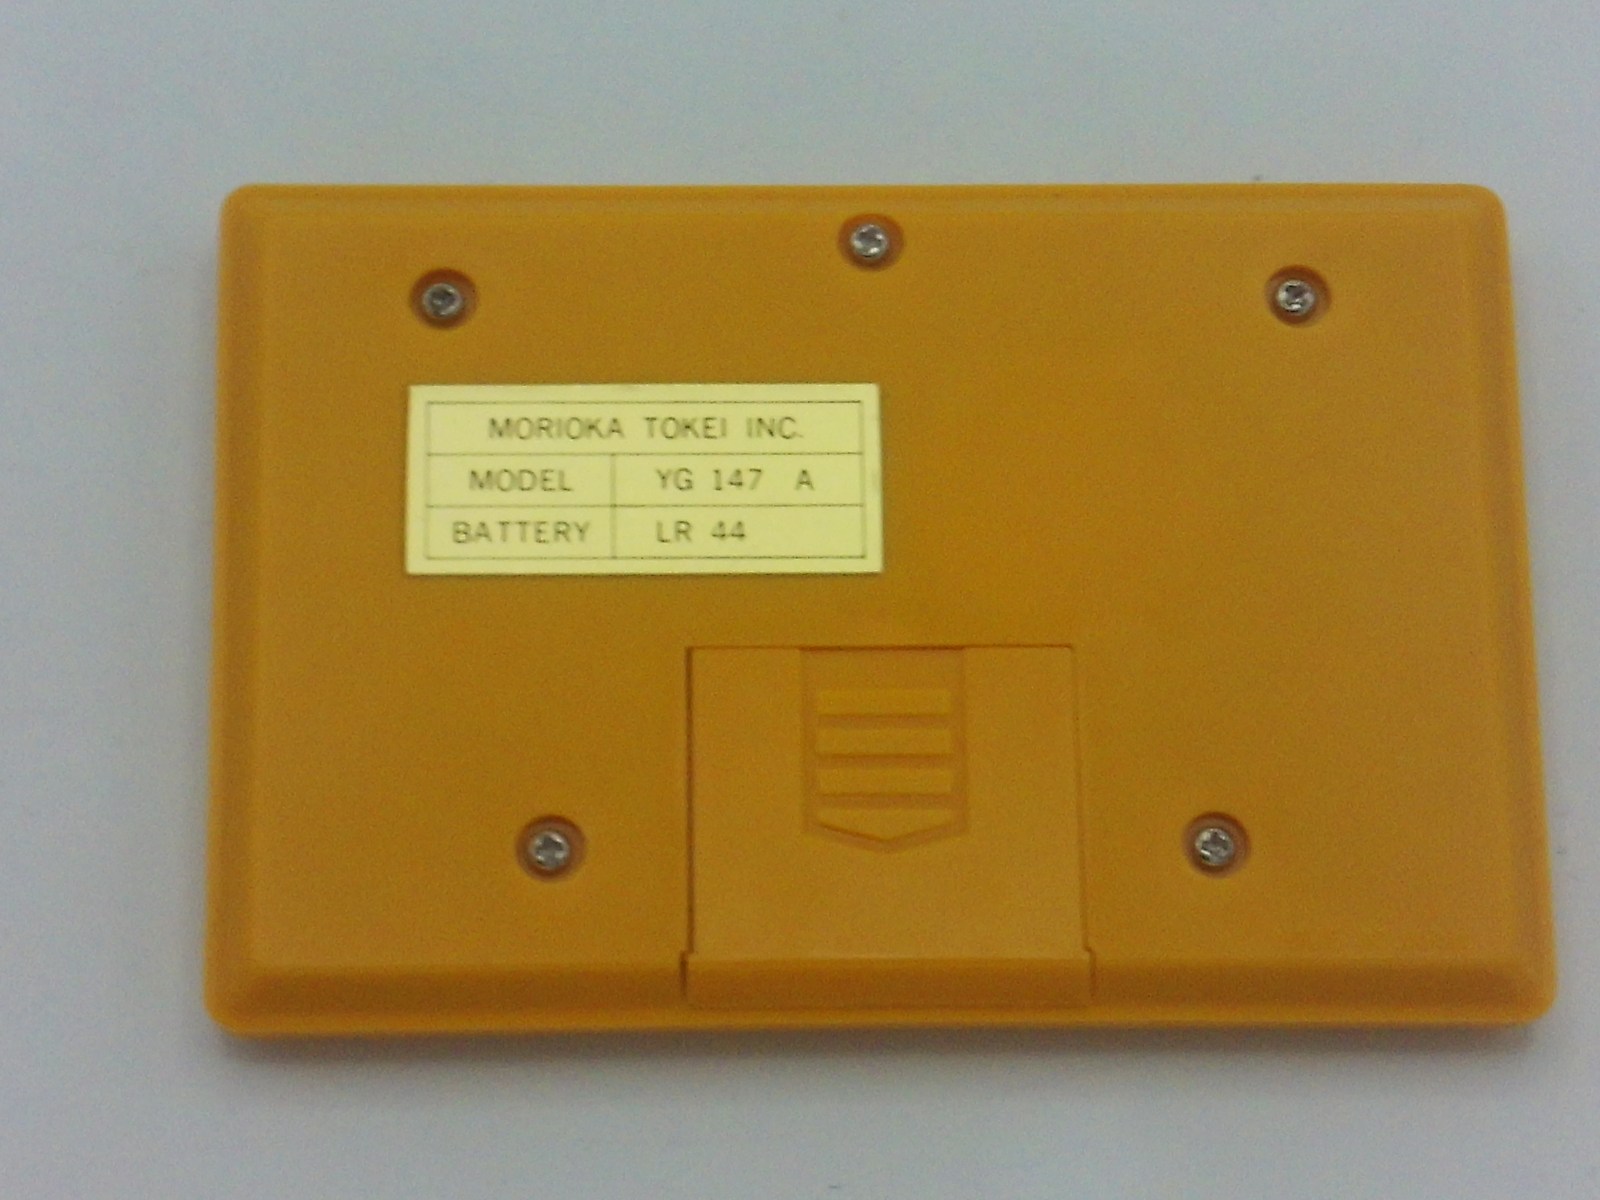 MORIOKA TOKEI INC.
MODEL YG 147 A
BATTERY LR 44